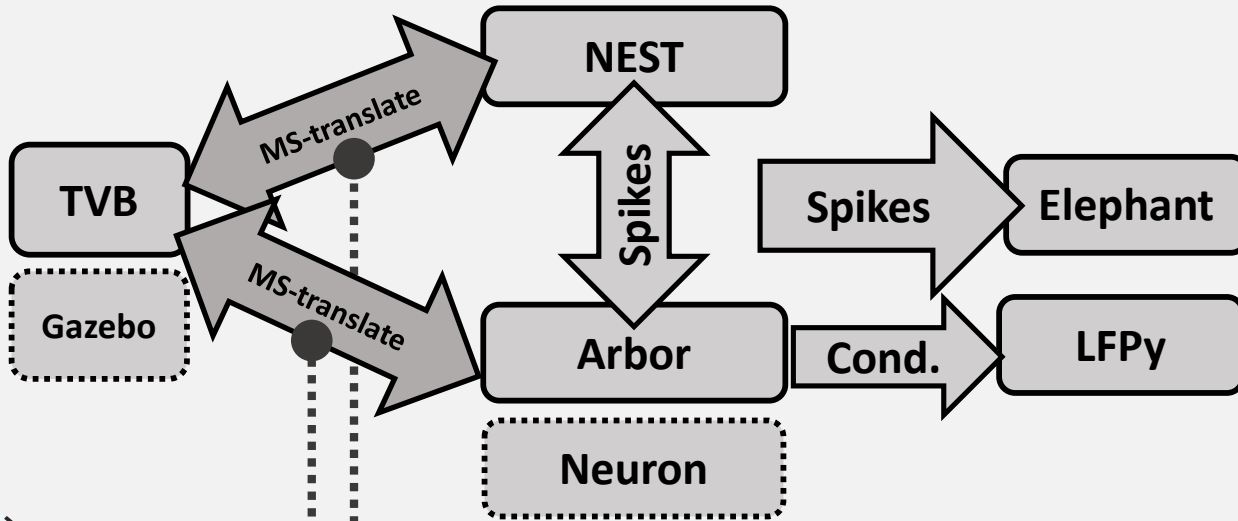 NEST
MS-translate
TVB
Spikes
Spikes
Elephant
MS-translate
Gazebo
Arbor
Cond.
LFPy
Neuron